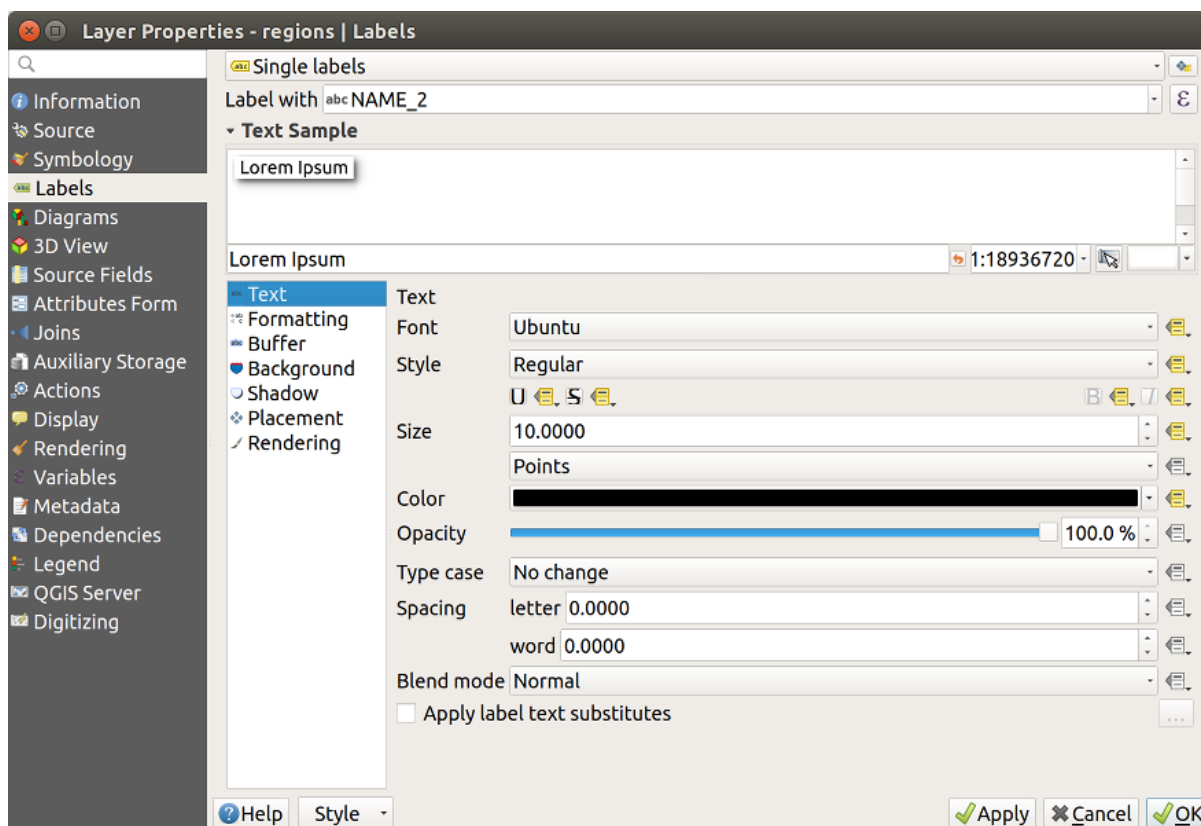 Layer Properties - regions | Labels
Single labels
Information
Label with abc NAME_2 ε
Source
Text Sample
Symbology
Lorem Ipsum
Labels
Diagrams
3D View
Lorem Ipsum 1:18936720
Source Fields
Attributes Form
Joins
Auxiliary Storage
Actions
Display
Rendering
Variables
Metadata
Dependencies
Legend
QGIS Server
Digitizing
Text
Formatting
Buffer
Background
Shadow
Placement
Rendering
Text
Font Ubuntu
Style Regular
U S B I
Size 10.0000
Points
Color
Opacity 100.0 %
Type case No change
Spacing letter 0.0000
word 0.0000
Blend mode Normal
Apply label text substitutes ...
Help Style Apply Cancel OK